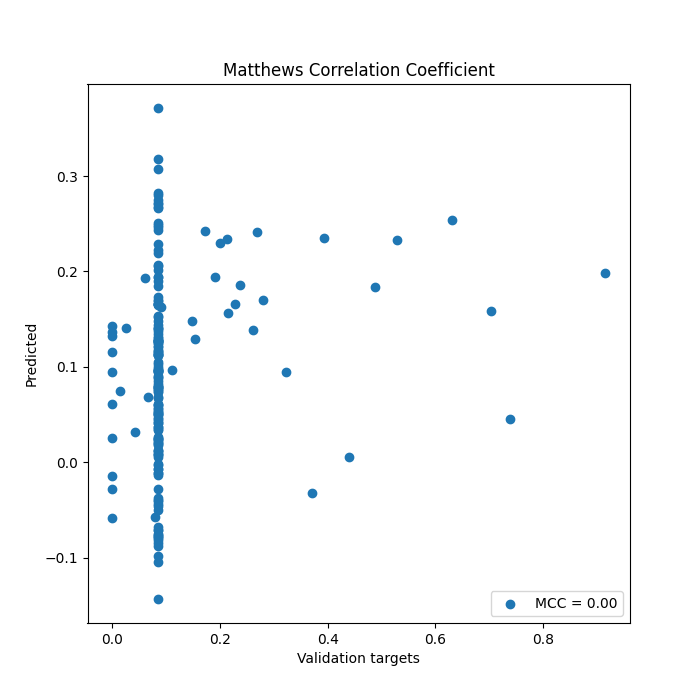 Matthews Correlation Coefficient
Predicted
0.3
0.2
0.1
0.0
−0.1
MCC = 0.00
0.0 0.2 0.4 0.6 0.8
Validation targets